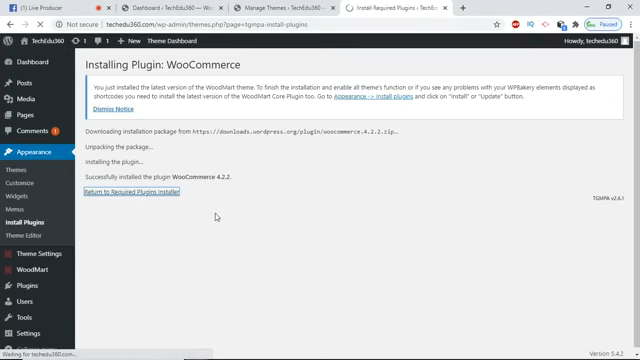 Live Producer
Dashboard ‹ TechEdu360 — Wo
Manage Themes ‹ TechEdu360 —
Install Required Plugins ‹ TechE
Not secure | techedu360.com/wp-admin/themes.php?page=tgmpa-install-plugins
Paused
TechEdu360 1 1 New Theme Dashboard
Howdy, techedu360
Dashboard
Posts
Media
Pages
Comments 1
Appearance
Themes
Customize
Widgets
Menus
Install Plugins
Theme Editor
Theme Settings
WoodMart
Plugins
Users
Tools
Settings
Installing Plugin: WooCommerce
You just installed the latest version of the WoodMart theme. To finish the installation and enable all theme's function or if you see any problems with your WPBakery elements displayed as
shortcodes you need to install the latest version of the WoodMart Core Plugin too. Go to Appearance -> Install plugins and click on "Install" or "Update" button.
Dismiss Notice
Downloading installation package from https://downloads.wordpress.org/plugin/woocommerce.4.2.2.zip…
Unpacking the package…
Installing the plugin…
Successfully installed the plugin WooCommerce 4.2.2.
Return to Required Plugins Installer
TGMPA v2.6.1
Waiting for techedu360.com...
Version 5.4.2